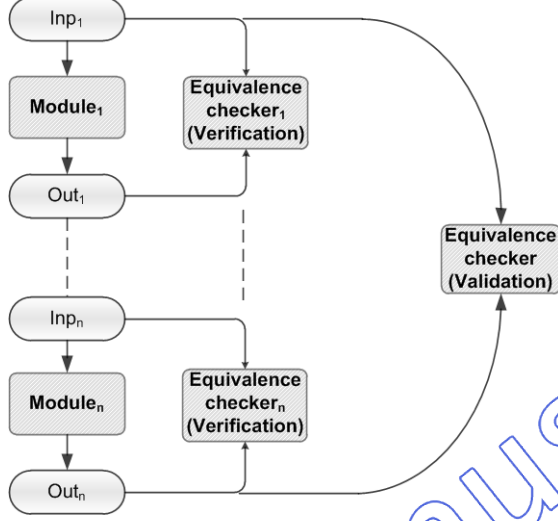 Inp₁
Module₁
Equivalence
checker₁
(Verification)
Out₁
Equivalence
checker
(Validation)
Inpₙ
Moduleₙ
Equivalence
checkerₙ
(Verification)
Outₙ